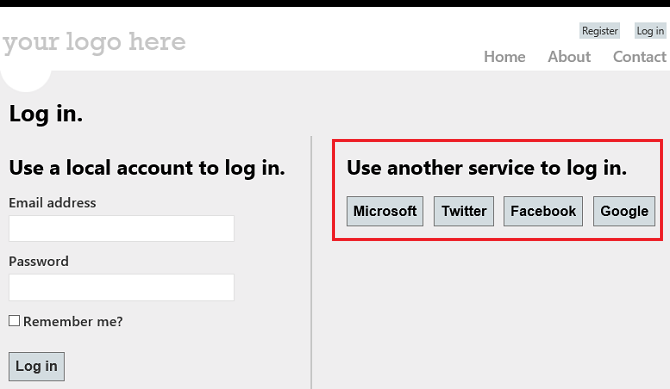 Register Log in
your logo here
Home About Contact
Log in.
Use a local account to log in.
Email address
Password
Remember me?
Log in
Use another service to log in.
Microsoft Twitter Facebook Google